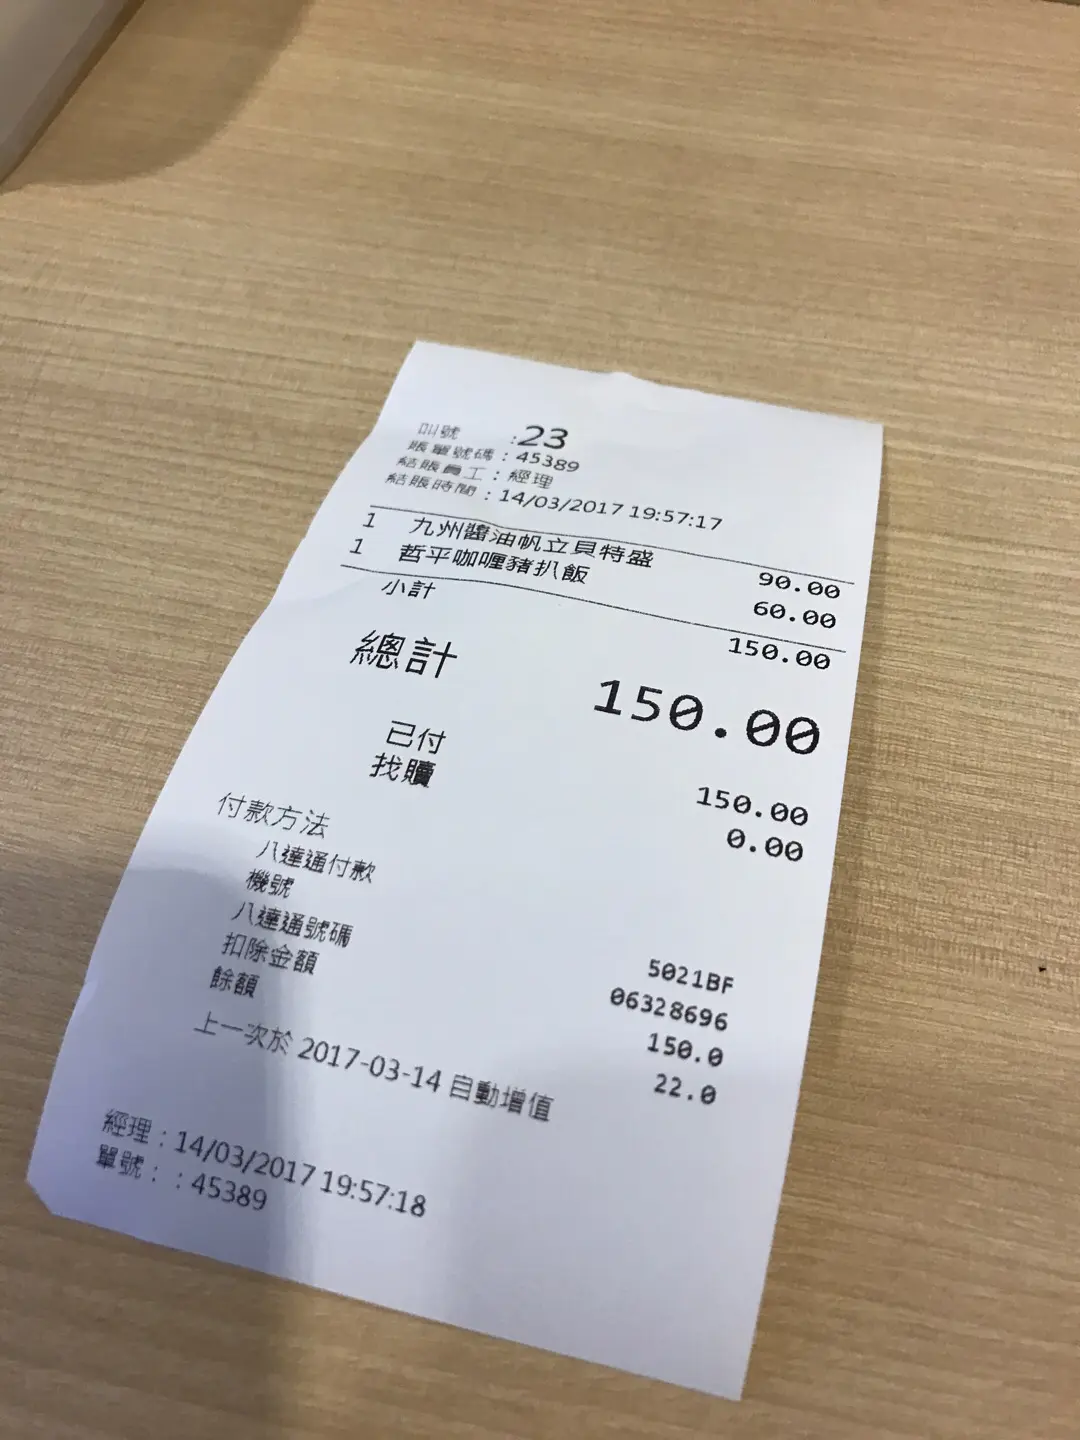 叫號 :23
賬單號碼 : 45389
結賬員工 : 經理
結賬時間 : 14/03/2017 19:57:17
1 九州醬油帆立貝特盛 90.00
1 哲平咖喱豬扒飯 60.00
小計 150.00
總計 150.00
已付 150.00
找贖 0.00
付款方法
八達通付款
機號 5021BF
八達通號碼 06328696
扣除金額 150.0
餘額 22.0
上一次於 2017-03-14 自動增值
經理 : 14/03/2017 19:57:18
單號 : : 45389